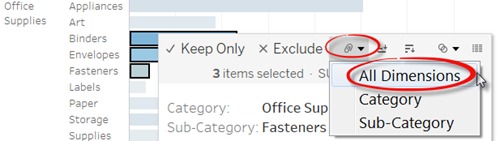 Office Supplies
Appliances
Art
Binders
Envelopes
Fasteners
Labels
Paper
Storage
Supplies
Keep Only
Exclude
3 items selected
All Dimensions
Category
Sub-Category
Category: Office Sup
Sub-Category: Fasteners